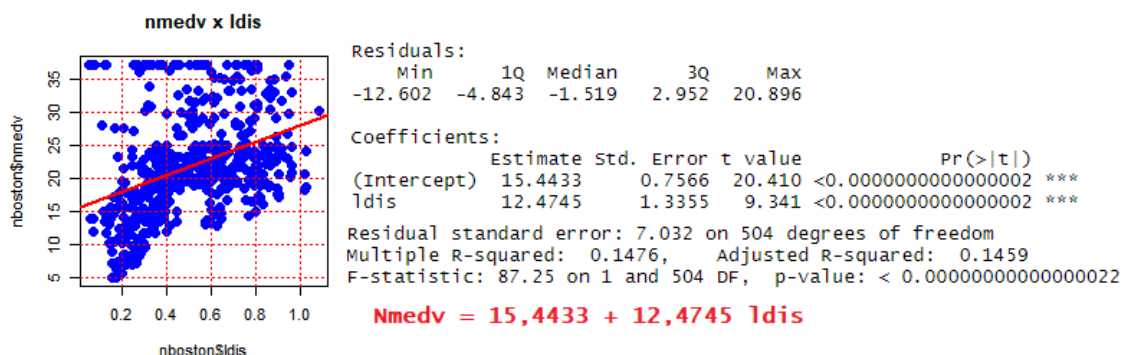 nmedv x ldis
nboston$nmedv
35
30
25
20
15
10
5
0.2 0.4 0.6 0.8 1.0
nboston$ldis
Residuals:
Min 1Q Median 3Q Max
-12.602 -4.843 -1.519 2.952 20.896
Coefficients:
Estimate Std. Error t value Pr(>|t|)
(Intercept) 15.4433 0.7566 20.410 <0.0000000000000002 ***
ldis 12.4745 1.3355 9.341 <0.0000000000000002 ***
Residual standard error: 7.032 on 504 degrees of freedom
Multiple R-squared: 0.1476, Adjusted R-squared: 0.1459
F-statistic: 87.25 on 1 and 504 DF, p-value: < 0.00000000000000022
Nmedv = 15,4433 + 12,4745 ldis